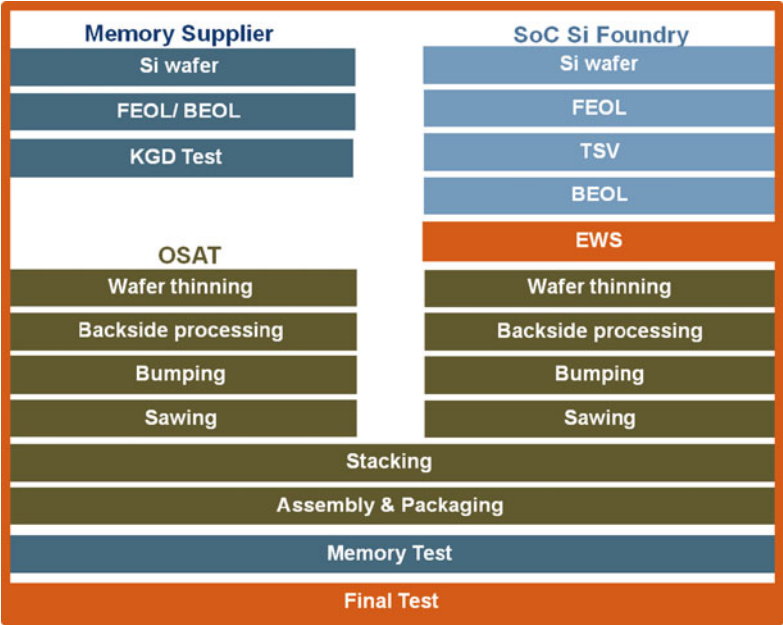 Memory Supplier
Si wafer
FEOL/ BEOL
KGD Test
OSAT
Wafer thinning
Backside processing
Bumping
Sawing
SoC Si Foundry
Si wafer
FEOL
TSV
BEOL
EWS
Wafer thinning
Backside processing
Bumping
Sawing
Stacking
Assembly & Packaging
Memory Test
Final Test